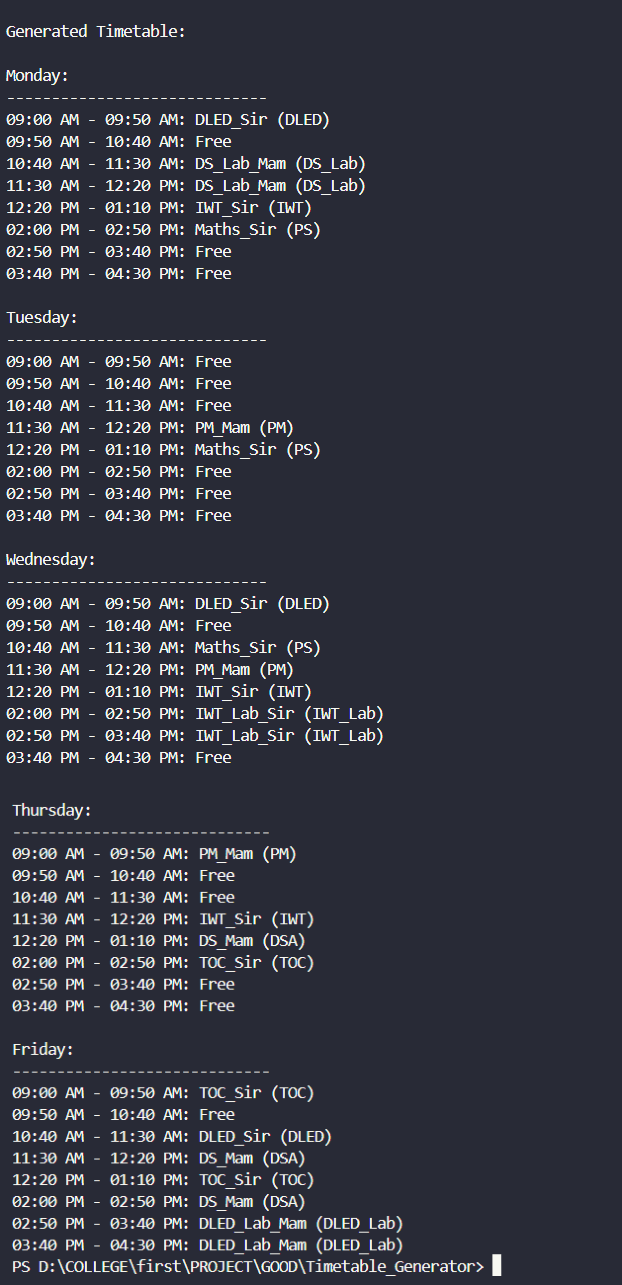 Generated Timetable:
Monday:
-----------------------------
09:00 AM - 09:50 AM: DLED_Sir (DLED)
09:50 AM - 10:40 AM: Free
10:40 AM - 11:30 AM: DS_Lab_Mam (DS_Lab)
11:30 AM - 12:20 PM: DS_Lab_Mam (DS_Lab)
12:20 PM - 01:10 PM: IWT_Sir (IWT)
02:00 PM - 02:50 PM: Maths_Sir (PS)
02:50 PM - 03:40 PM: Free
03:40 PM - 04:30 PM: Free
Tuesday:
-----------------------------
09:00 AM - 09:50 AM: Free
09:50 AM - 10:40 AM: Free
10:40 AM - 11:30 AM: Free
11:30 AM - 12:20 PM: PM_Mam (PM)
12:20 PM - 01:10 PM: Maths_Sir (PS)
02:00 PM - 02:50 PM: Free
02:50 PM - 03:40 PM: Free
03:40 PM - 04:30 PM: Free
Wednesday:
-----------------------------
09:00 AM - 09:50 AM: DLED_Sir (DLED)
09:50 AM - 10:40 AM: Free
10:40 AM - 11:30 AM: Maths_Sir (PS)
11:30 AM - 12:20 PM: PM_Mam (PM)
12:20 PM - 01:10 PM: IWT_Sir (IWT)
02:00 PM - 02:50 PM: IWT_Lab_Sir (IWT_Lab)
02:50 PM - 03:40 PM: IWT_Lab_Sir (IWT_Lab)
03:40 PM - 04:30 PM: Free
Thursday:
-----------------------------
09:00 AM - 09:50 AM: PM_Mam (PM)
09:50 AM - 10:40 AM: Free
10:40 AM - 11:30 AM: Free
11:30 AM - 12:20 PM: IWT_Sir (IWT)
12:20 PM - 01:10 PM: DS_Mam (DSA)
02:00 PM - 02:50 PM: TOC_Sir (TOC)
02:50 PM - 03:40 PM: Free
03:40 PM - 04:30 PM: Free
Friday:
-----------------------------
09:00 AM - 09:50 AM: TOC_Sir (TOC)
09:50 AM - 10:40 AM: Free
10:40 AM - 11:30 AM: DLED_Sir (DLED)
11:30 AM - 12:20 PM: DS_Mam (DSA)
12:20 PM - 01:10 PM: TOC_Sir (TOC)
02:00 PM - 02:50 PM: DS_Mam (DSA)
02:50 PM - 03:40 PM: DLED_Lab_Mam (DLED_Lab)
03:40 PM - 04:30 PM: DLED_Lab_Mam (DLED_Lab)
PS D:\COLLEGE\first\PROJECT\GOOD\Timetable_Generator>